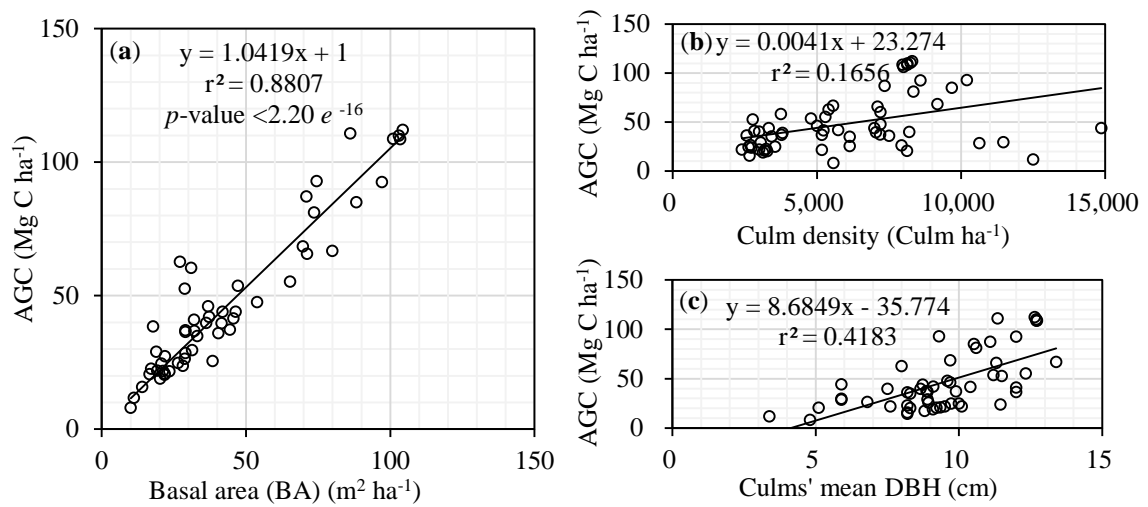 (a)
y = 1.0419x + 1
r² = 0.8807
p-value <2.20 e ⁻¹⁶
AGC (Mg C ha⁻¹)
150
100
50
0
0 50 100 150
Basal area (BA) (m² ha⁻¹)
(b) y = 0.0041x + 23.274
r² = 0.1656
AGC (Mg C ha⁻¹)
150
100
50
0
0 5,000 10,000 15,000
Culm density (Culm ha⁻¹)
(c)
y = 8.6849x - 35.774
r² = 0.4183
AGC (Mg C ha⁻¹)
150
100
50
0
0 5 10 15
Culms' mean DBH (cm)